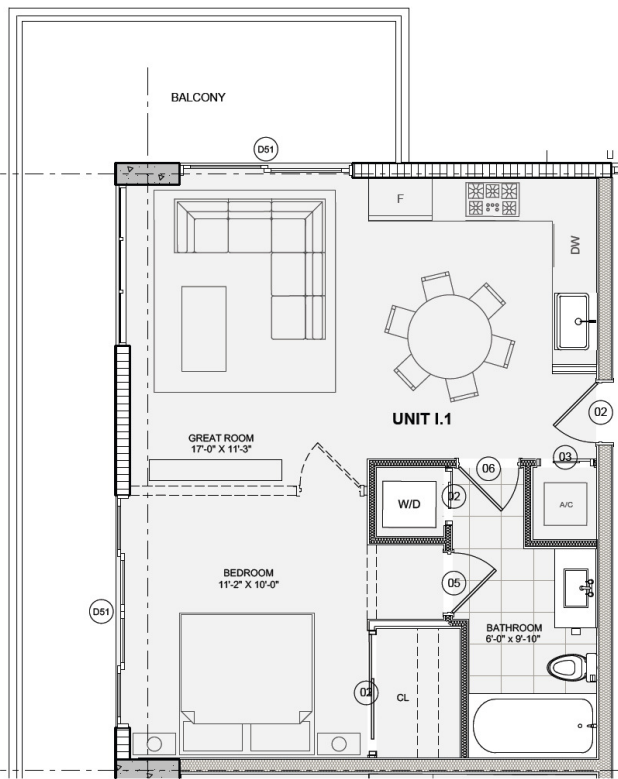 BALCONY
D51
F
DW
UNIT I.1
02
03
GREAT ROOM
17'-0" X 11'-3"
06
W/D
02
A/C
BEDROOM
11'-2" X 10'-0"
05
D51
BATHROOM
6'-0" x 9'-10"
02
CL